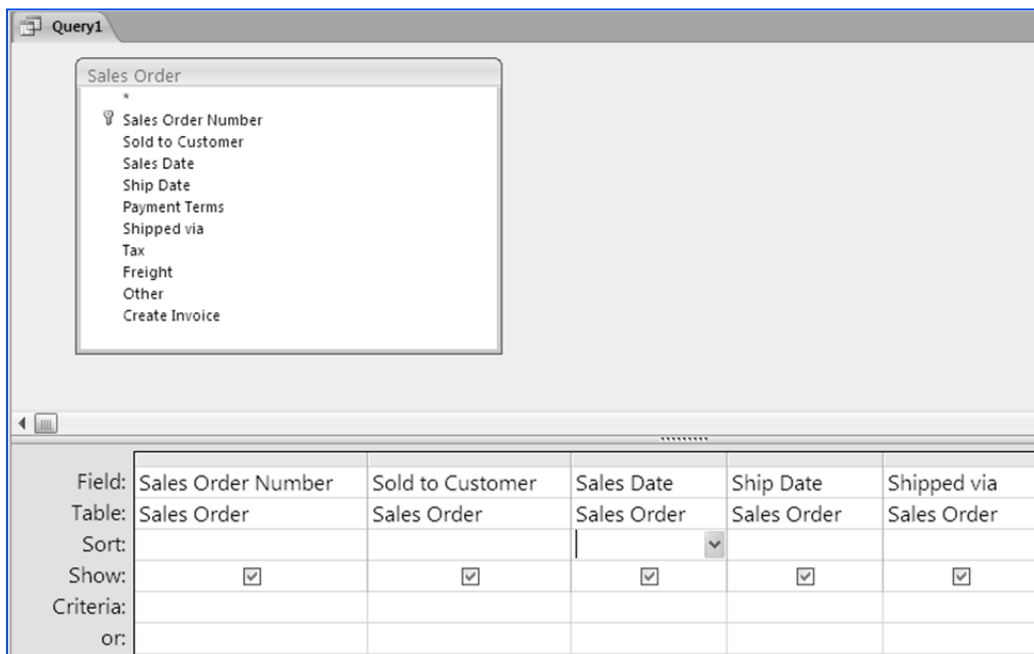 Query1
Sales Order
*
Sales Order Number
Sold to Customer
Sales Date
Ship Date
Payment Terms
Shipped via
Tax
Freight
Other
Create Invoice
Field: Sales Order Number Sold to Customer Sales Date Ship Date Shipped via
Table: Sales Order Sales Order Sales Order Sales Order Sales Order
Sort:
Show:
Criteria:
or: